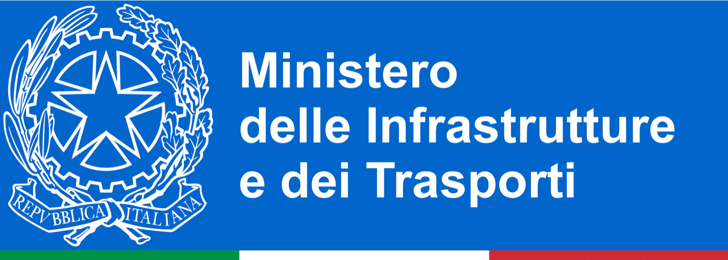 Ministero
delle Infrastrutture
e dei Trasporti
REPVBBLICA ITALIANA